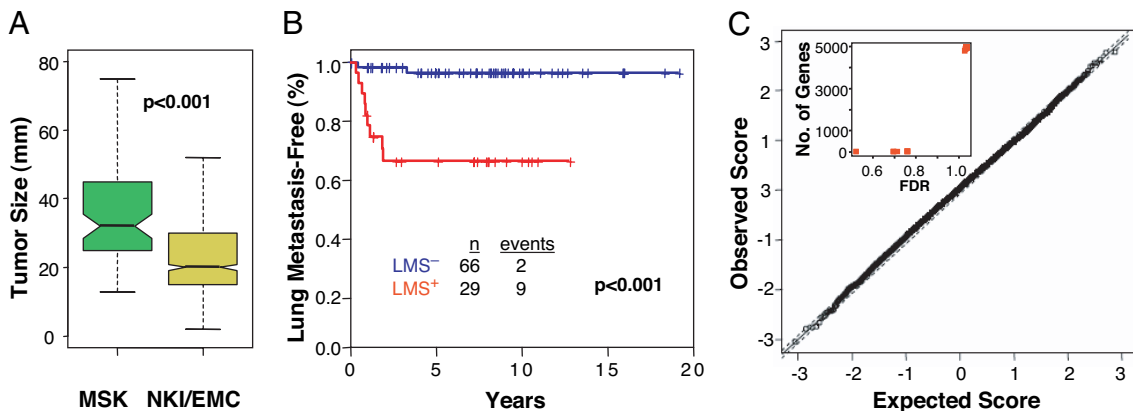 A
Tumor Size (mm)
80
60
40
20
0
p<0.001
MSK NKI/EMC
B
Lung Metastasis-Free (%)
1.0
0.8
0.6
0.4
0.2
0.0
n events
LMS⁻ 66 2
LMS⁺ 29 9
p<0.001
0 5 10 15 20
Years
C
Observed Score
3
2
1
3
-1
-2
-3
No. of Genes
5000
4000
1000
0
0.6 0.8 1.0
FDR
-3 -2 -1 0 1 2 3
Expected Score